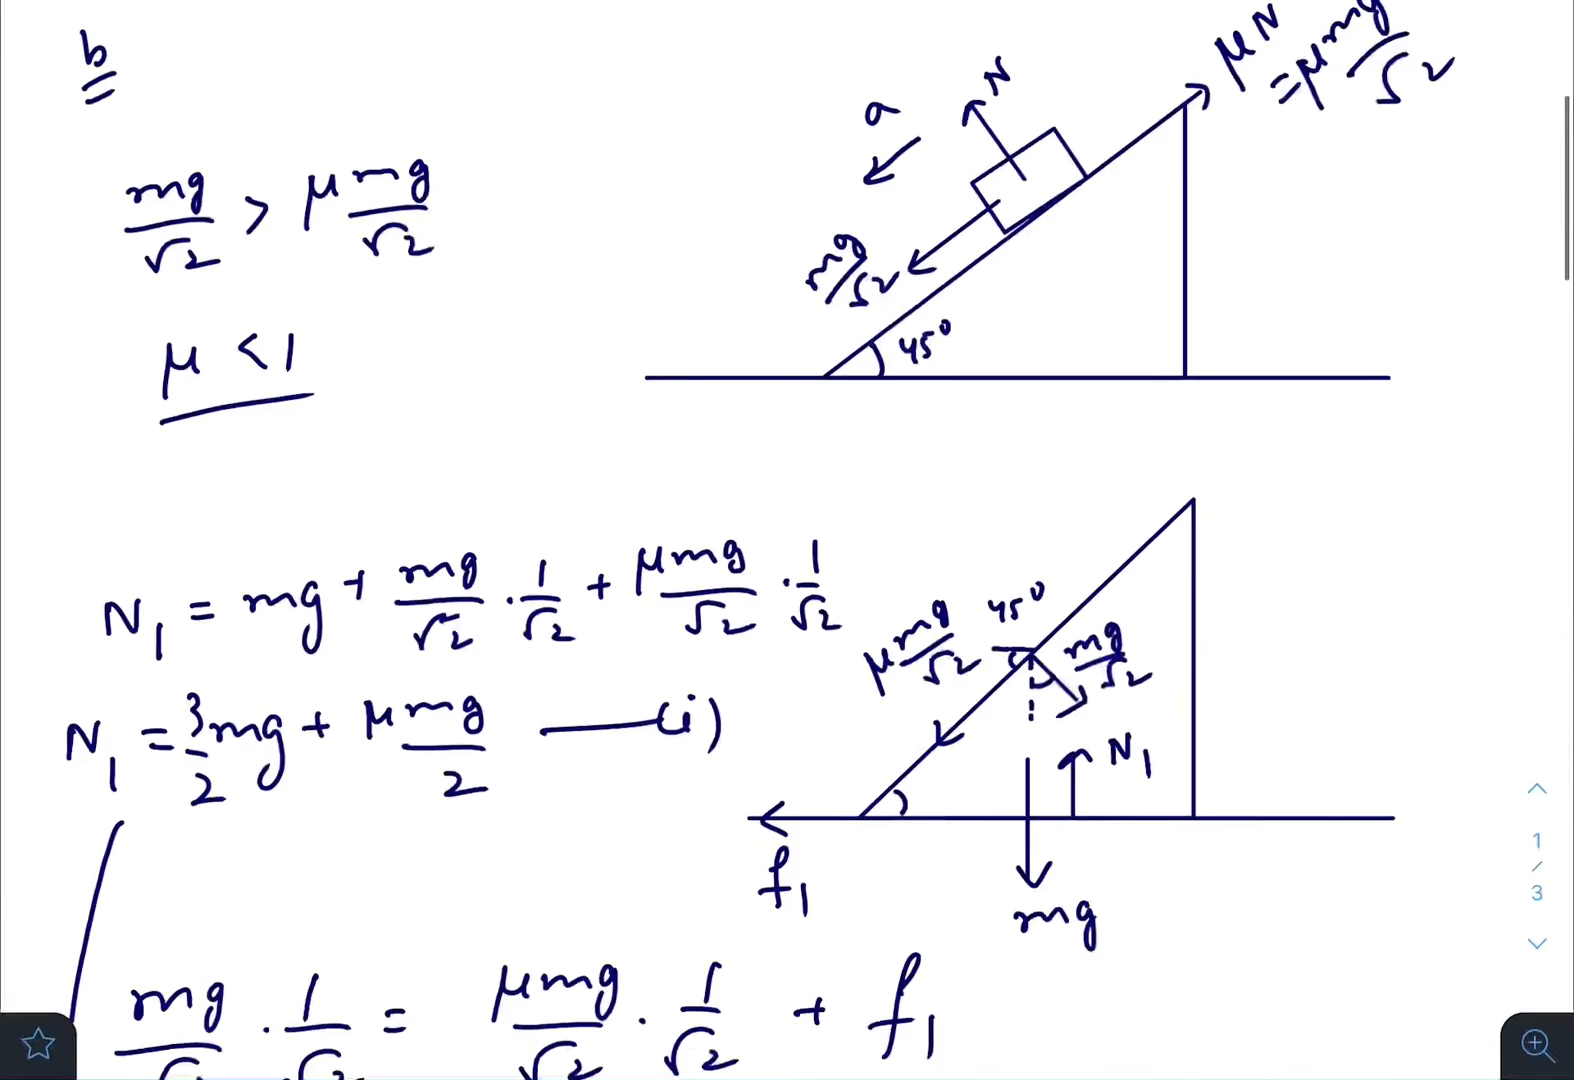 b
μN
= μmg/√2
N
a
mg/√2 > μ mg/√2
mg/√2
45°
μ < 1
N₁ = mg + mg/√2 · 1/√2 + μmg/√2 · 1/√2
45°
μmg/√2
mg/√2
N₁ = 3/2 mg + μmg/2 —(i)
N₁
f₁
mg
mg/√2 · 1/√2 = μmg/√2 · 1/√2 + f₁
1
/
3